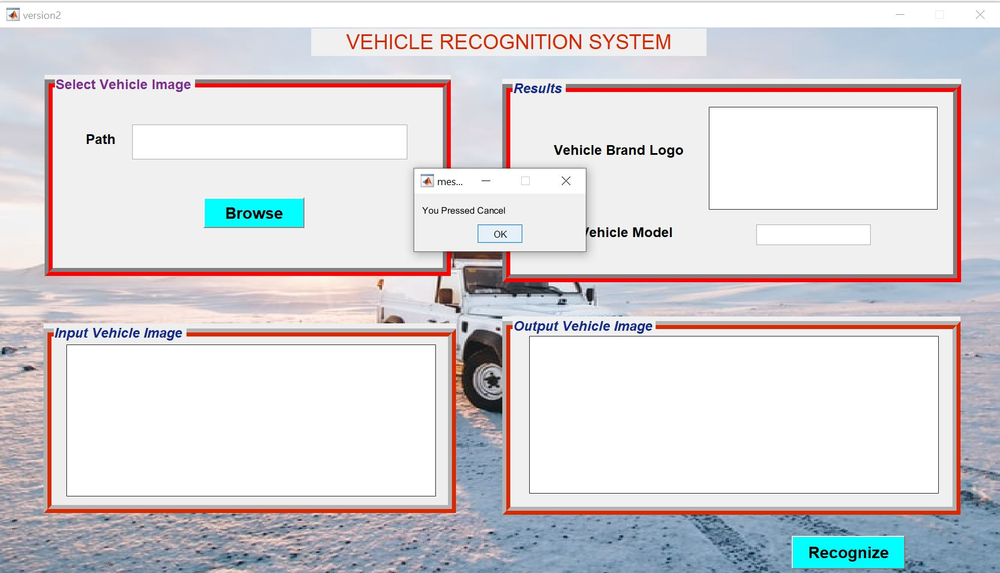 version2
VEHICLE RECOGNITION SYSTEM
Select Vehicle Image
Path
Browse
Results
Vehicle Brand Logo
Vehicle Model
mes...
You Pressed Cancel
OK
Input Vehicle Image
Output Vehicle Image
Recognize